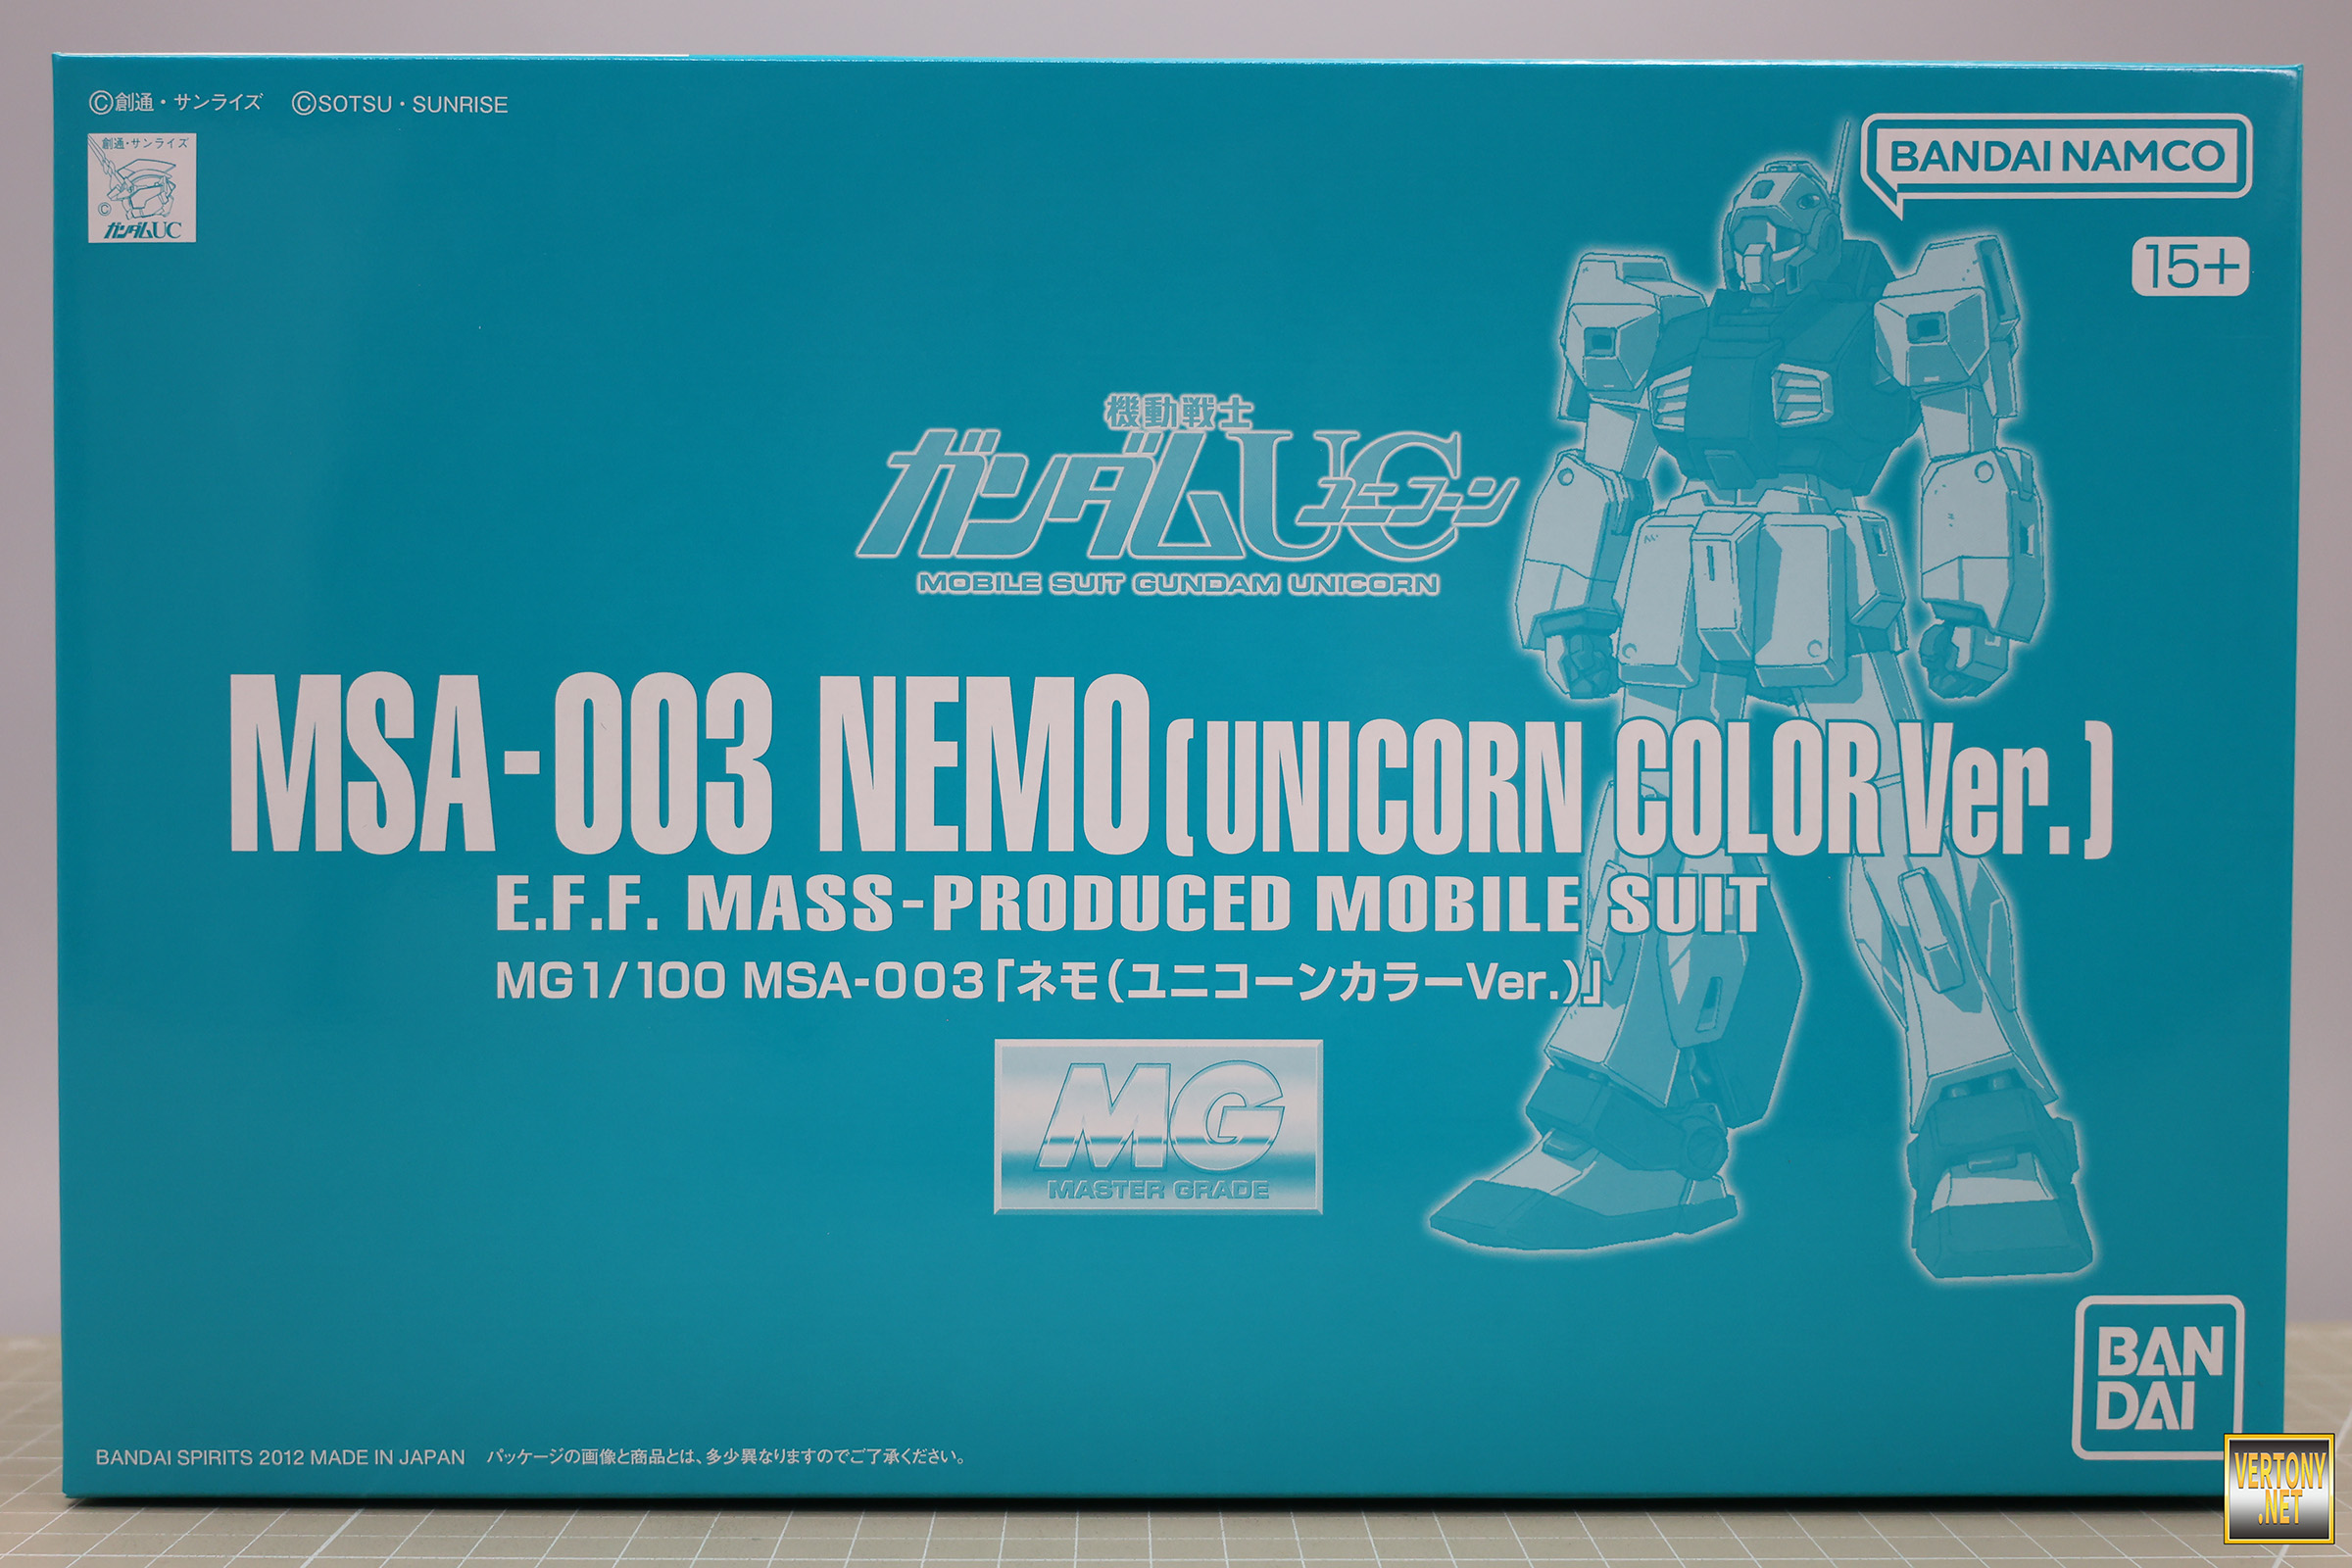 ©創通・サンライズ ©SOTSU・SUNRISE
創通・サンライズ
©
ガンダムUC
BANDAI NAMCO
15+
機動戦士
ガンダムUC
ユニコーン
MOBILE SUIT GUNDAM UNICORN
MSA-003 NEMO(UNICORN COLOR Ver.)
E.F.F. MASS-PRODUCED MOBILE SUIT
MG1/100 MSA-003「ネモ(ユニコーンカラーVer.)」
MG
MASTER GRADE
BAN
DAI
BANDAI SPIRITS 2012 MADE IN JAPAN パッケージの画像と商品とは、多少異なりますのでご了承ください。
VERTONY
.NET